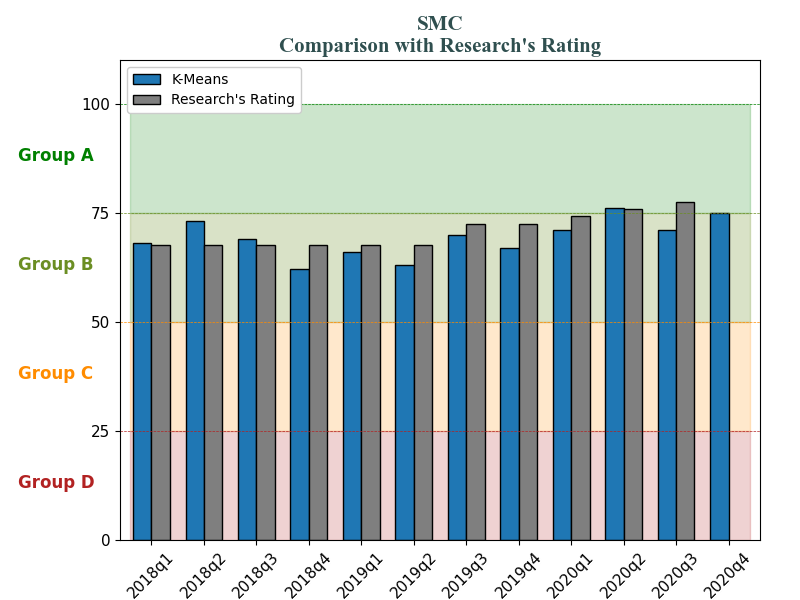 SMC
Comparison with Research's Rating
K-Means
Research's Rating
100
Group A
75
Group B
50
Group C
25
Group D
0
2018q1 2018q2 2018q3 2018q4 2019q1 2019q2 2019q3 2019q4 2020q1 2020q2 2020q3 2020q4